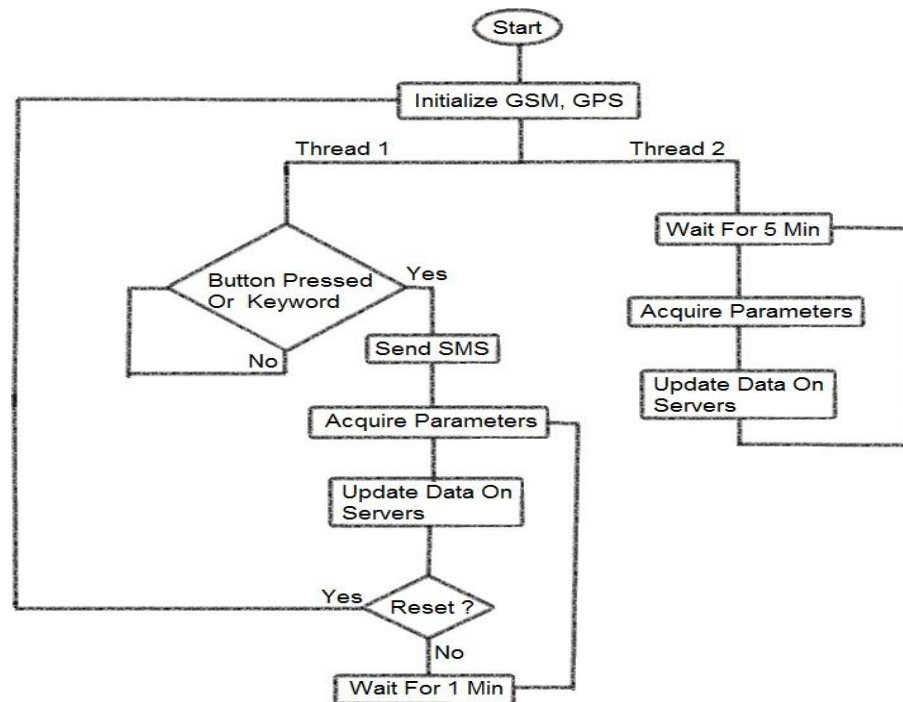 Start
Initialize GSM, GPS
Thread 1
Thread 2
Button Pressed
Or Keyword
Yes
No
Send SMS
Acquire Parameters
Update Data On
Servers
Reset ?
Yes
No
Wait For 1 Min
Wait For 5 Min
Acquire Parameters
Update Data On
Servers